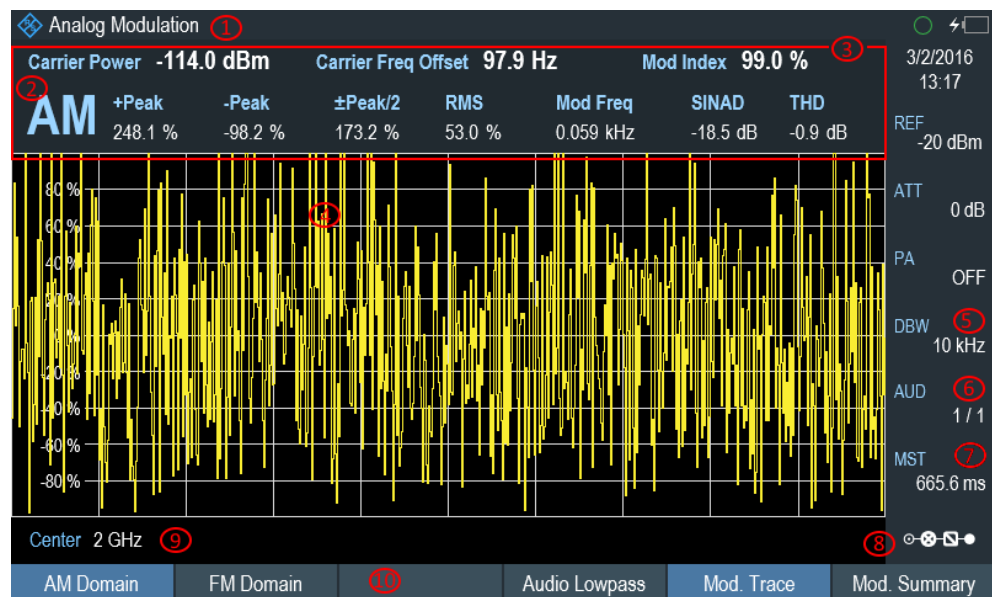 Analog Modulation ①
Carrier Power -114.0 dBm Carrier Freq Offset 97.9 Hz Mod Index 99.0 % ③
3/2/2016
13:17
②
AM
+Peak -Peak ±Peak/2 RMS Mod Freq SINAD THD
248.1 % -98.2 % 173.2 % 53.0 % 0.059 kHz -18.5 dB -0.9 dB
REF
-20 dBm
ATT
0 dB
PA
OFF
DBW ⑤
10 kHz
AUD ⑥
1 / 1
MST ⑦
665.6 ms
80 %
60 %
④
40 %
20 %
0 %
-20 %
-40 %
-60 %
-80 %
Center 2 GHz ⑨
⑧
AM Domain FM Domain ⑩ Audio Lowpass Mod. Trace Mod. Summary